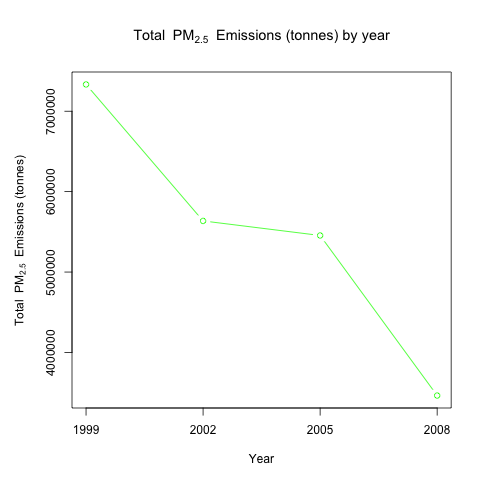 Total PM2.5 Emissions (tonnes) by year
Total PM2.5 Emissions (tonnes)
7000000
6000000
5000000
4000000
1999 2002 2005 2008
Year